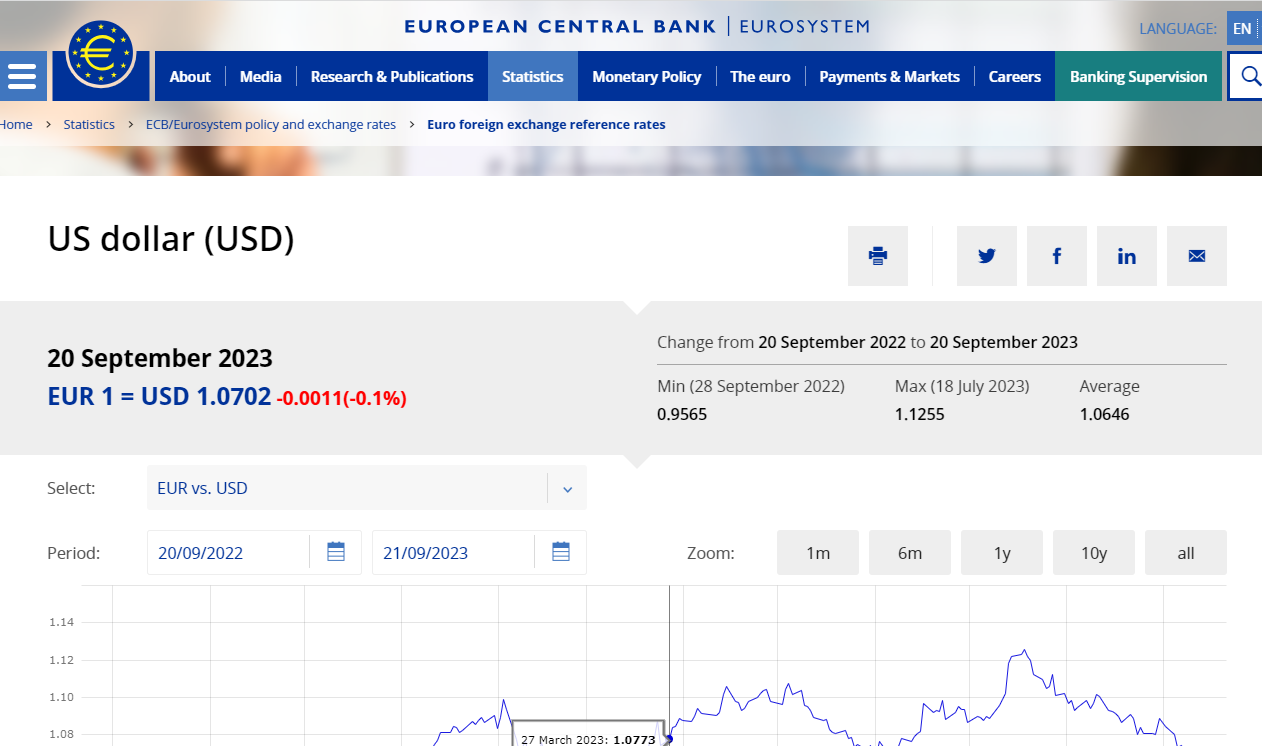 EUROPEAN CENTRAL BANK | EUROSYSTEM
LANGUAGE: EN
About Media Research & Publications Statistics Monetary Policy The euro Payments & Markets Careers Banking Supervision
Home > Statistics > ECB/Eurosystem policy and exchange rates > Euro foreign exchange reference rates
US dollar (USD)
20 September 2023
EUR 1 = USD 1.0702 -0.0011(-0.1%)
Change from 20 September 2022 to 20 September 2023
Min (28 September 2022) Max (18 July 2023) Average
0.9565 1.1255 1.0646
Select: EUR vs. USD
Period: 20/09/2022 21/09/2023 Zoom: 1m 6m 1y 10y all
1.14
1.12
1.10
1.08
27 March 2023: 1.0773